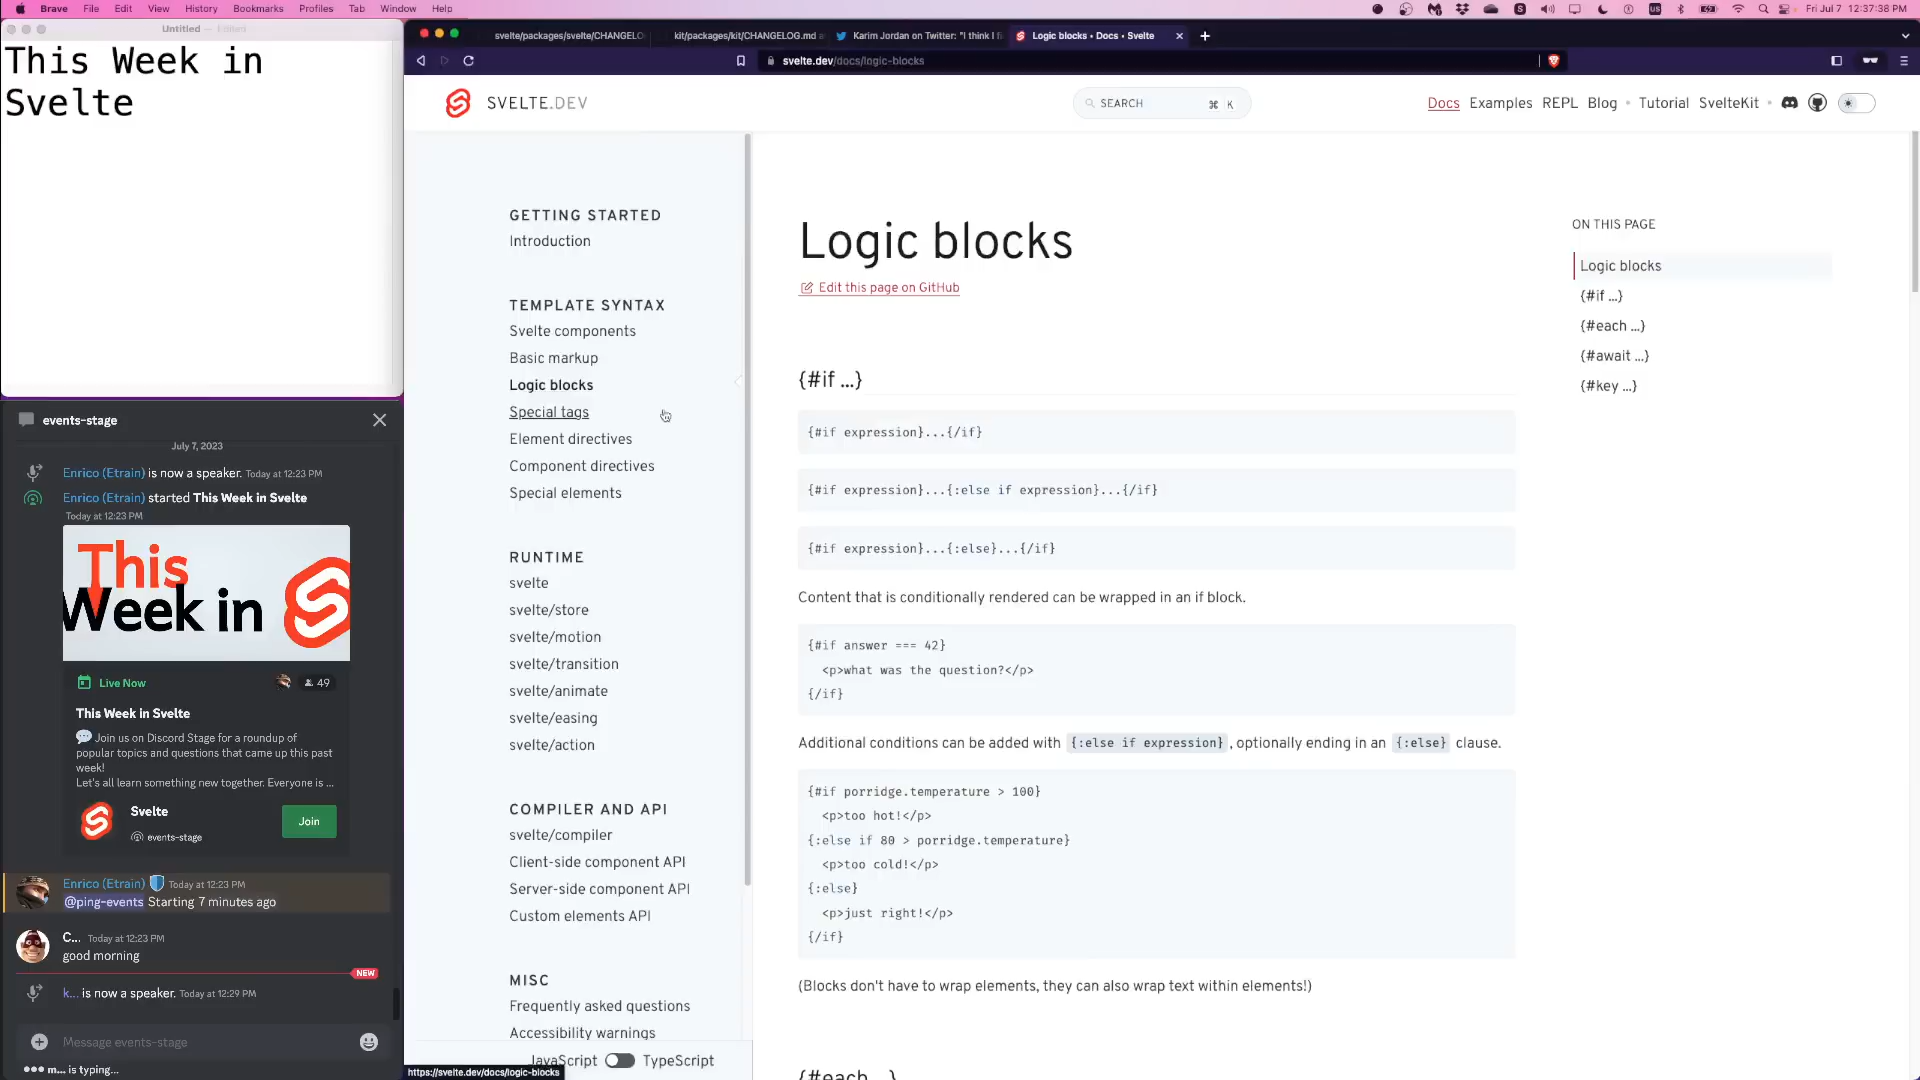 Brave File Edit View History Bookmarks Profiles Tab Window Help
Fri Jul 7 12:37:38 PM
Untitled — Edited
This Week in
Svelte
svelte/packages/svelte/CHANGELO
kit/packages/kit/CHANGELOG.md a
Karim Jordan on Twitter: "I think I f
Logic blocks • Docs • Svelte
svelte.dev/docs/logic-blocks
SVELTE.DEV
SEARCH ⌘ K
Docs Examples REPL Blog • Tutorial SvelteKit •
GETTING STARTED
Introduction
TEMPLATE SYNTAX
Svelte components
Basic markup
Logic blocks
Special tags
Element directives
Component directives
Special elements
RUNTIME
svelte
svelte/store
svelte/motion
svelte/transition
svelte/animate
svelte/easing
svelte/action
COMPILER AND API
svelte/compiler
Client-side component API
Server-side component API
Custom elements API
MISC
Frequently asked questions
Accessibility warnings
JavaScript TypeScript
https://svelte.dev/docs/logic-blocks
Logic blocks
Edit this page on GitHub
{#if ...}
{#if expression}...{/if}
{#if expression}...{:else if expression}...{/if}
{#if expression}...{:else}...{/if}
Content that is conditionally rendered can be wrapped in an if block.
{#if answer === 42}
<p>what was the question?</p>
{/if}
Additional conditions can be added with {:else if expression}, optionally ending in an {:else} clause.
{#if porridge.temperature > 100}
<p>too hot!</p>
{:else if 80 > porridge.temperature}
<p>too cold!</p>
{:else}
<p>just right!</p>
{/if}
(Blocks don't have to wrap elements, they can also wrap text within elements!)
{#each ...}
ON THIS PAGE
Logic blocks
{#if ...}
{#each ...}
{#await ...}
{#key ...}
events-stage
July 7, 2023
Enrico (Etrain) is now a speaker. Today at 12:23 PM
Enrico (Etrain) started This Week in Svelte
Today at 12:23 PM
This
Week in
Live Now
49
This Week in Svelte
Join us on Discord Stage for a roundup of
popular topics and questions that came up this past
week!
Let's all learn something new together. Everyone is ...
Svelte
events-stage
Join
Enrico (Etrain) Today at 12:23 PM
@ping-events Starting 7 minutes ago
C... Today at 12:23 PM
good morning
NEW
k... is now a speaker. Today at 12:29 PM
Message events-stage
m... is typing...